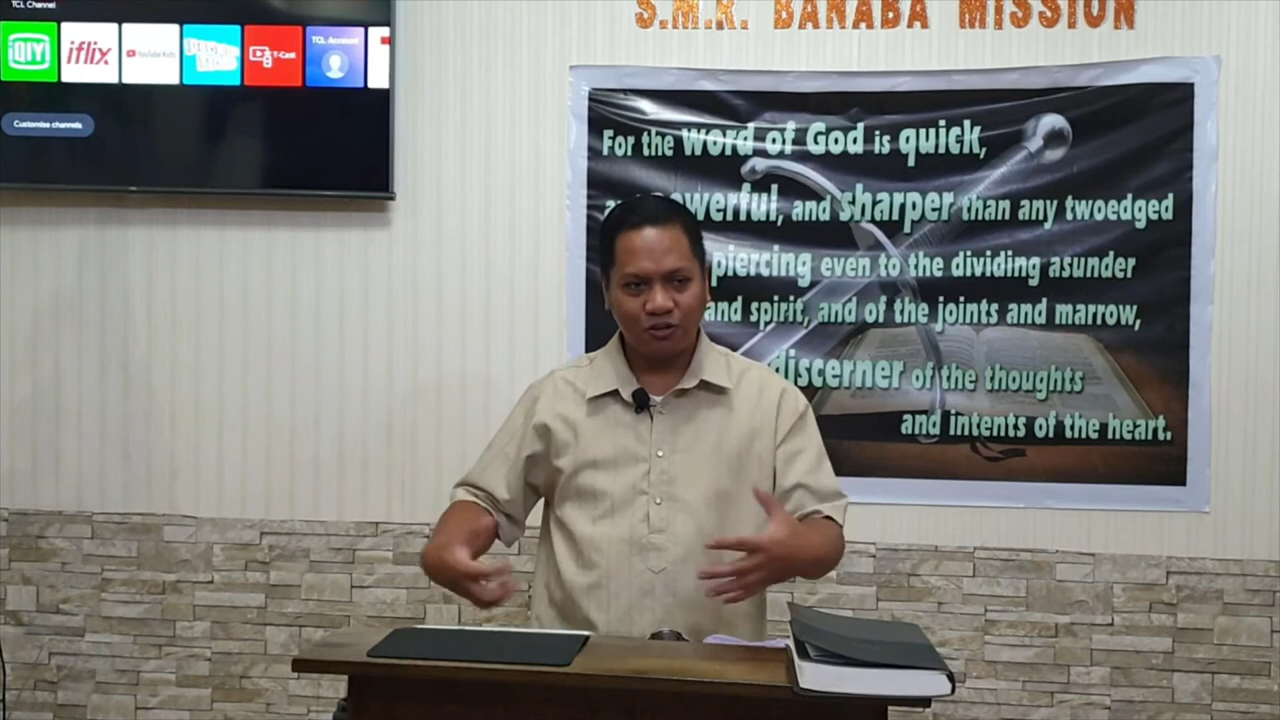 TCL Channel
iQIY
iflix
YouTube Kids
T-Cast
TCL Account
Customise channels
S.M.R. BANABA MISSION
For the word of God is quick,
powerful, and sharper than any twoedged
piercing even to the dividing asunder
and spirit, and of the joints and marrow,
discerner of the thoughts
and intents of the heart.